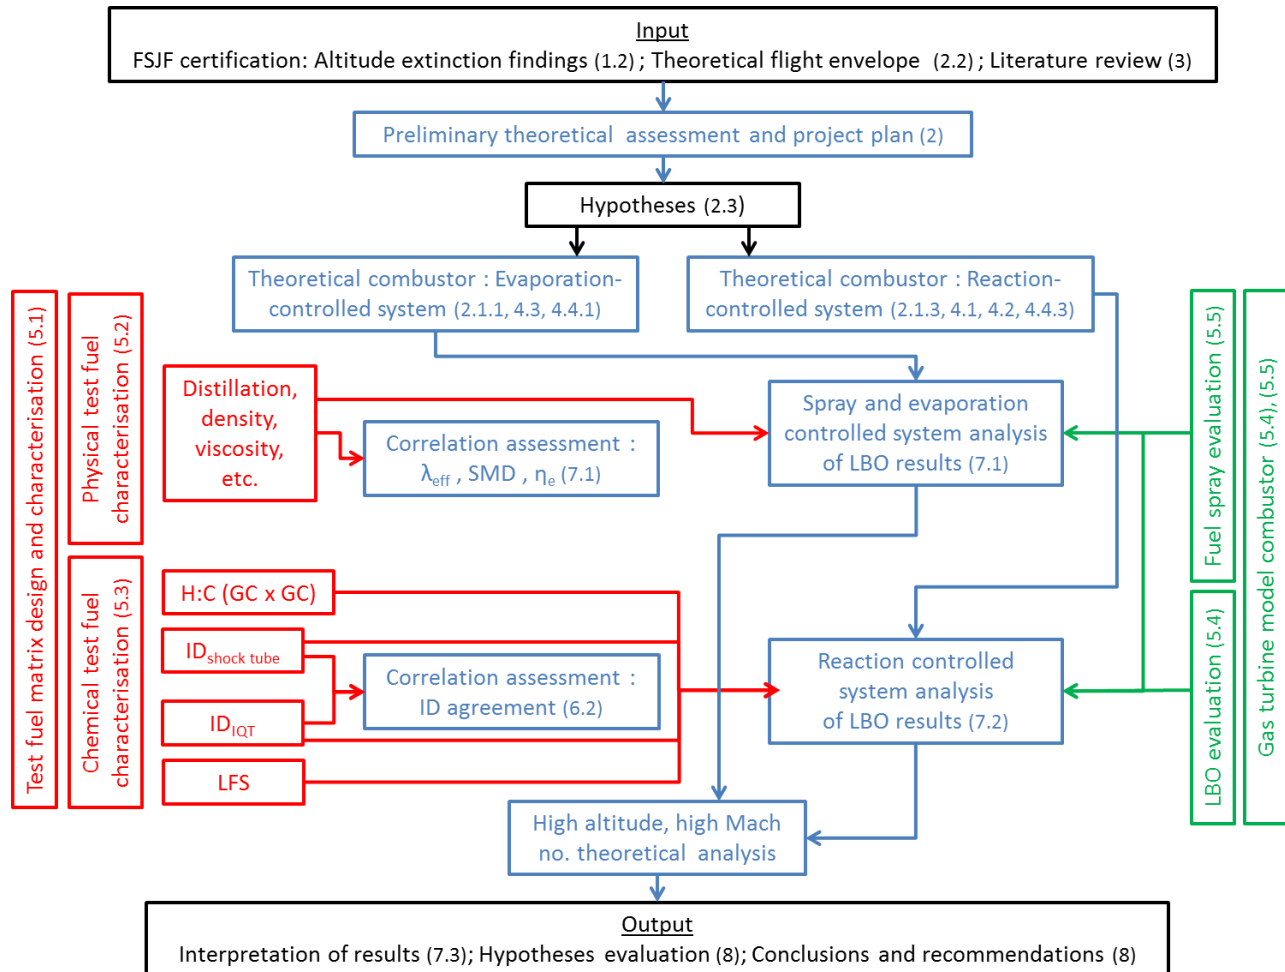 Input
FSJF certification: Altitude extinction findings (1.2) ; Theoretical flight envelope (2.2) ; Literature review (3)
Preliminary theoretical assessment and project plan (2)
Hypotheses (2.3)
Theoretical combustor : Evaporation-
controlled system (2.1.1, 4.3, 4.4.1)
Theoretical combustor : Reaction-
controlled system (2.1.3, 4.1, 4.2, 4.4.3)
Test fuel matrix design and characterisation (5.1)
Physical test fuel
characterisation (5.2)
Distillation,
density,
viscosity,
etc.
Correlation assessment :
λeff , SMD , ηe (7.1)
Spray and evaporation
controlled system analysis
of LBO results (7.1)
Fuel spray evaluation (5.5)
Gas turbine model combustor (5.4), (5.5)
Chemical test fuel
characterisation (5.3)
H:C (GC x GC)
IDshock tube
IDIQT
LFS
Correlation assessment :
ID agreement (6.2)
Reaction controlled
system analysis
of LBO results (7.2)
LBO evaluation (5.4)
High altitude, high Mach
no. theoretical analysis
Output
Interpretation of results (7.3); Hypotheses evaluation (8); Conclusions and recommendations (8)